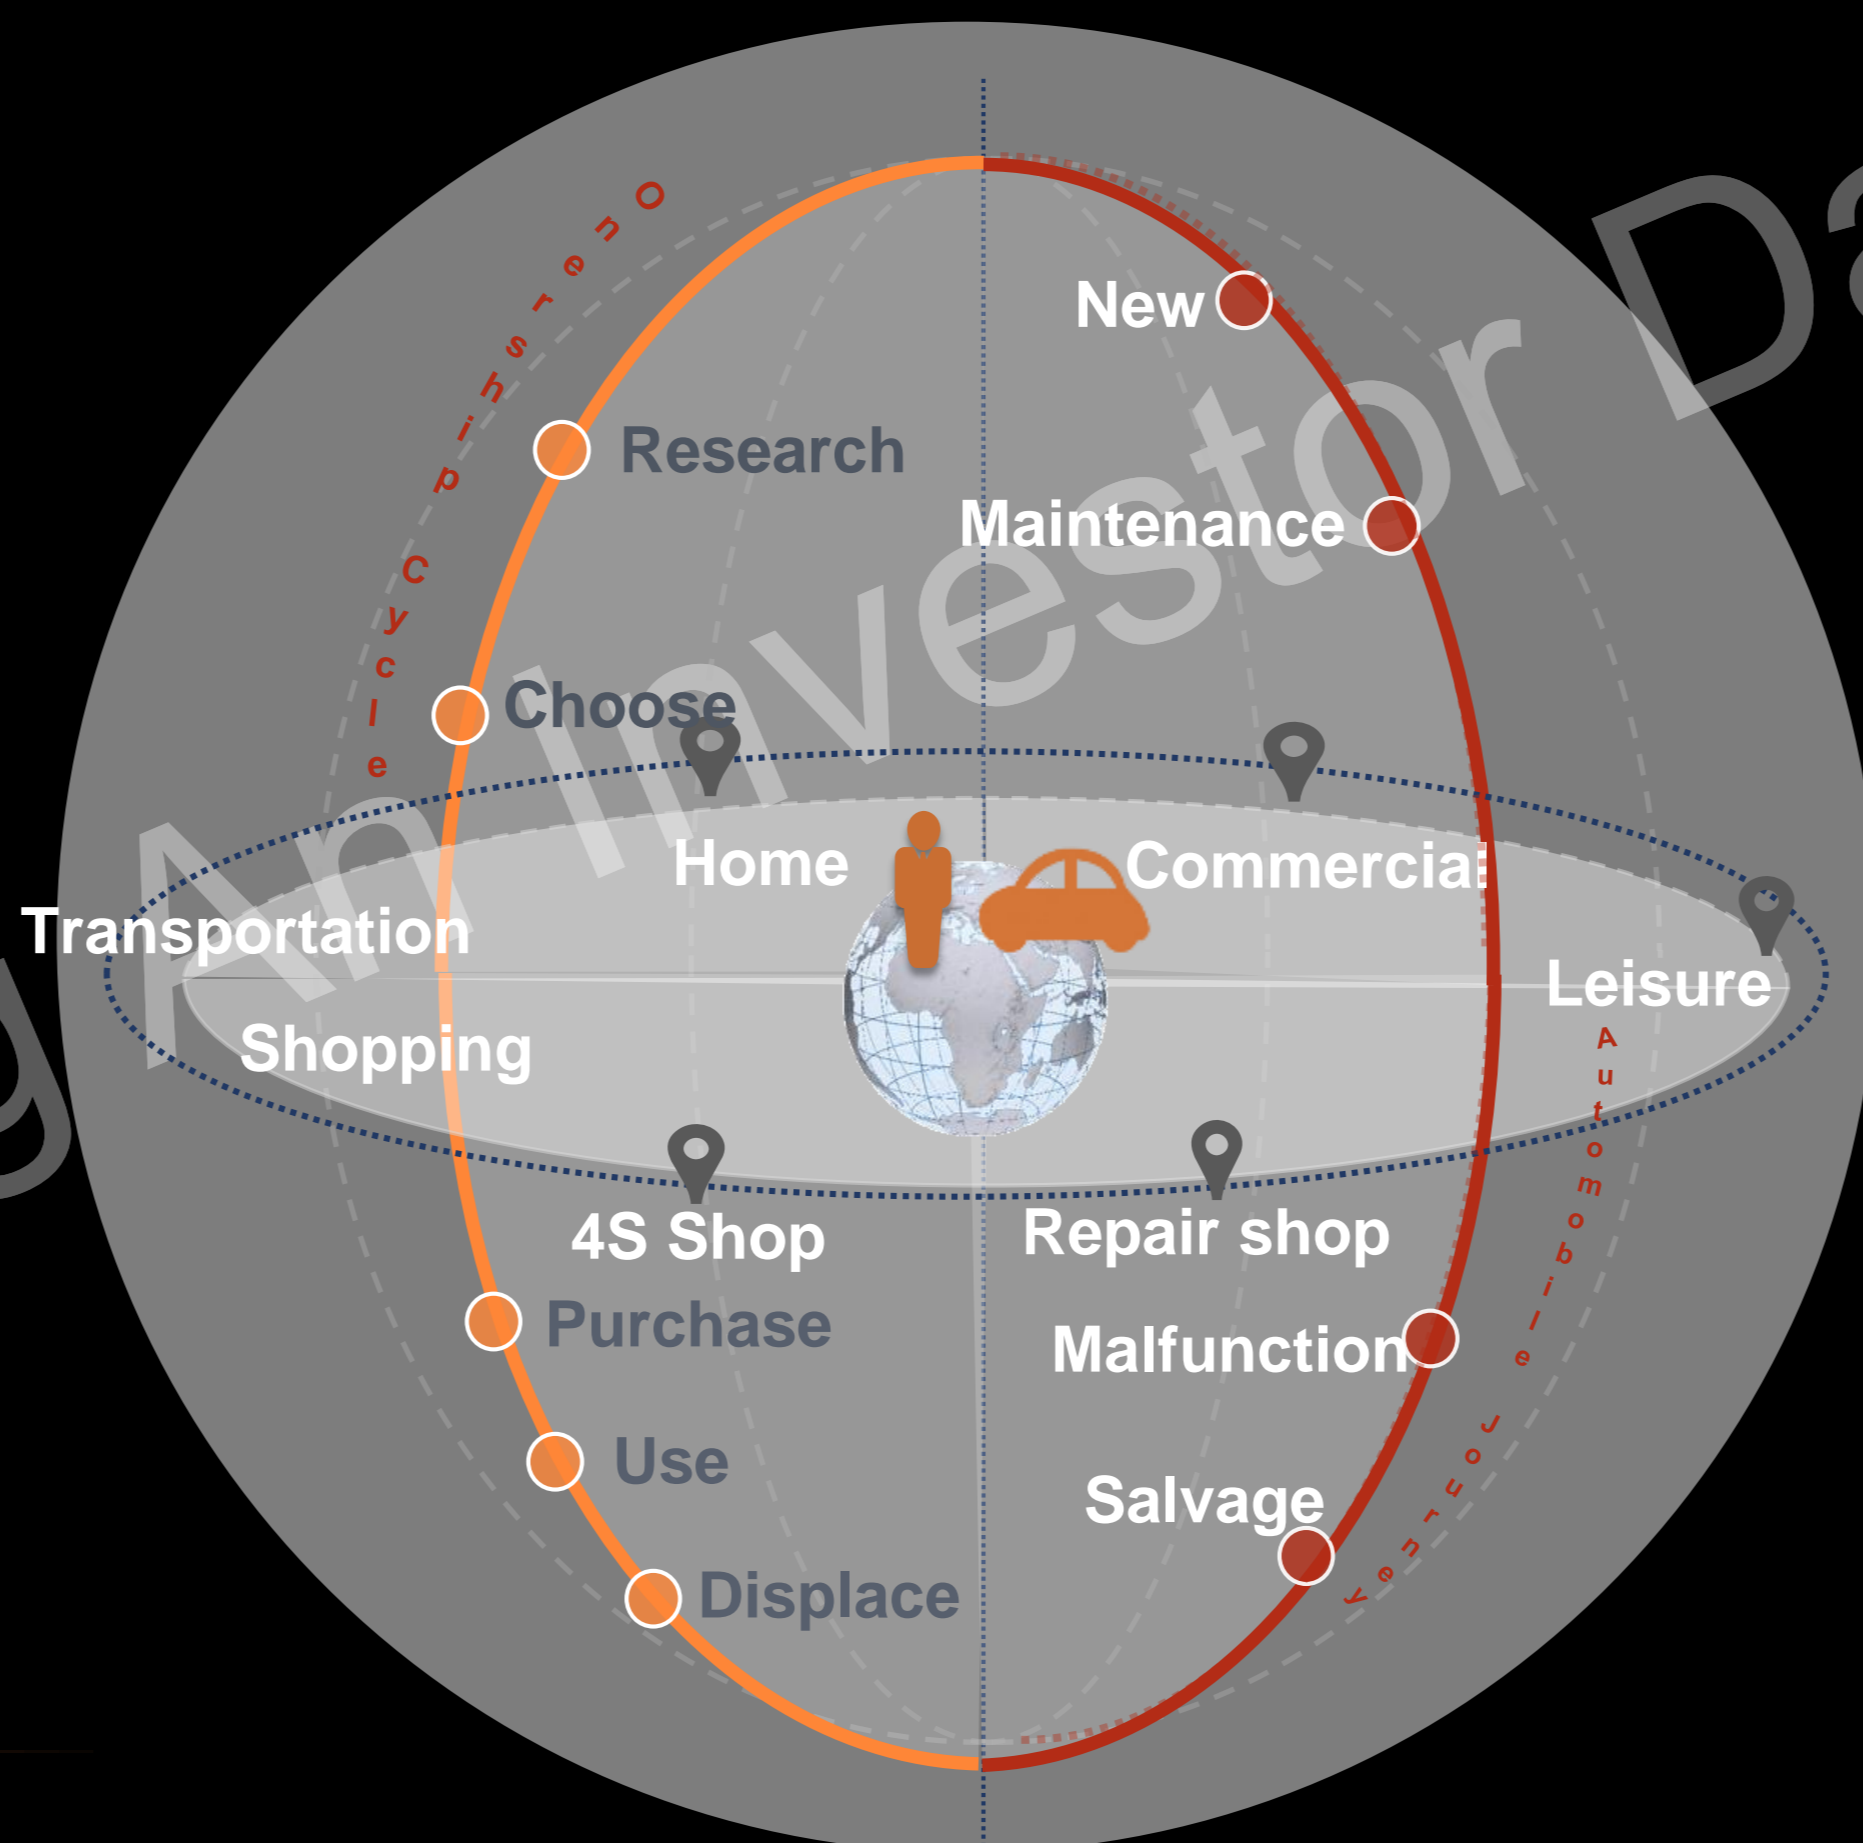 Onership Cycle
New
Research
Maintenance
Choose
Home
Commercial
Transportation
Leisure
Shopping
4S Shop
Repair shop
Purchase
Malfunction
Use
Salvage
Displace
Automobile Journey
g An Investor Da